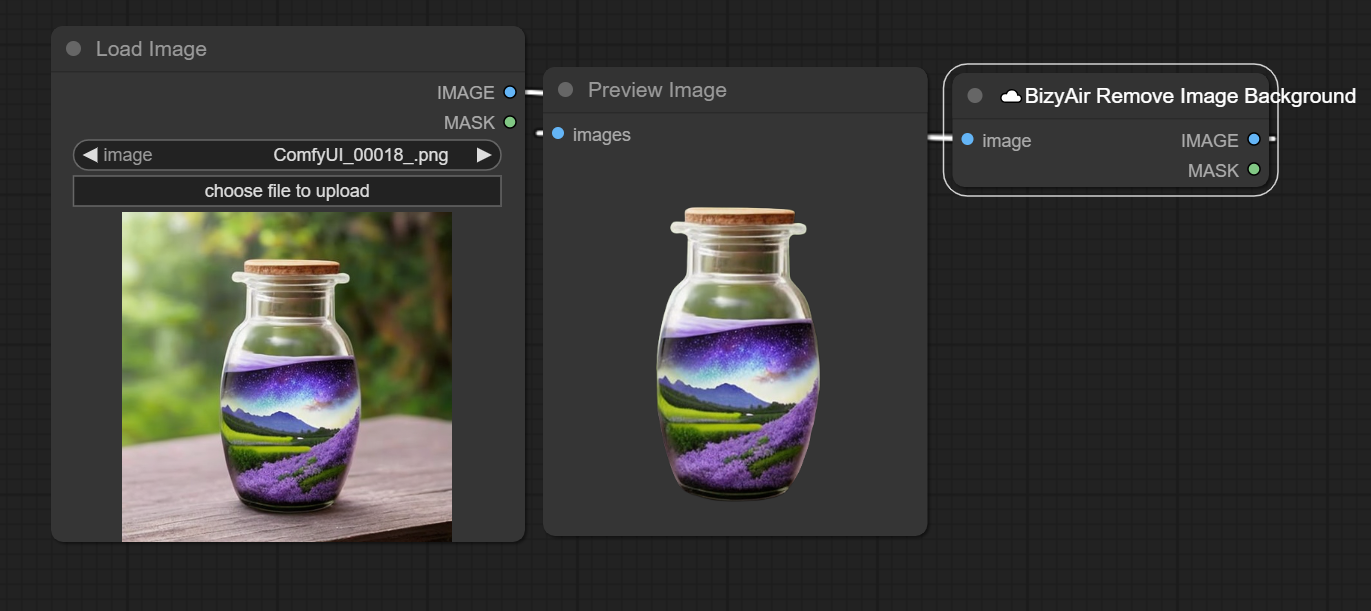 Load Image
IMAGE
MASK
image ComfyUI_00018_.png
choose file to upload
Preview Image
images
BizyAir Remove Image Background
image IMAGE
MASK